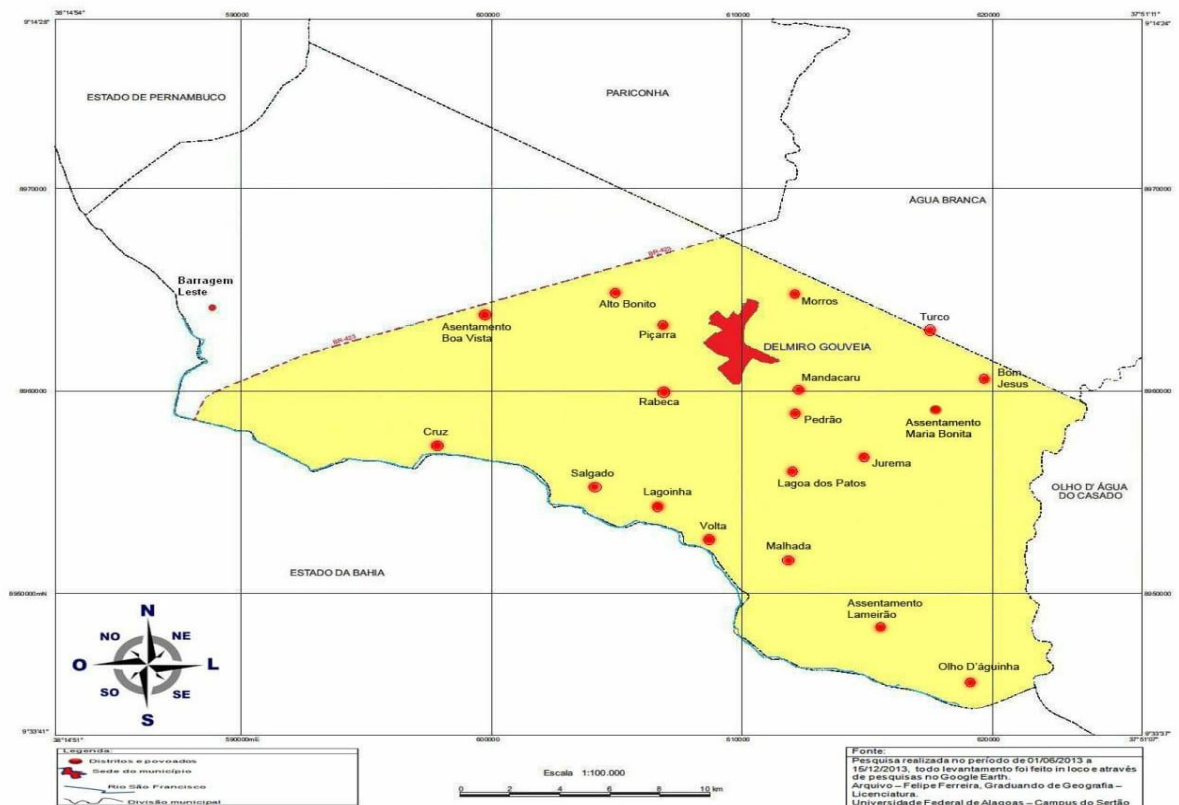 38°14'54"
590000
600000
610000
620000
37°51'11"
9°14'28"
9°14'24"
ESTADO DE PERNAMBUCO
PARICONHA
8970000
8970000
ÁGUA BRANCA
BR-423
Barragem
Leste
Alto Bonito
Morros
Turco
Asentamento
Boa Vista
Piçarra
DELMIRO GOUVEIA
BR-423
Bom
Jesus
Mandacaru
8960000
8960000
Rabeca
Pedrão
Assentamento
Maria Bonita
Cruz
Jurema
Salgado
Lagoa dos Patos
OLHO D' ÁGUA
DO CASADO
Lagoinha
Volta
Malhada
ESTADO DA BAHIA
8950000mN
8950000
Assentamento
Lameirão
N
NO
NE
O
L
SO
SE
S
Olho D'águinha
9°33'41"
9°33'57"
38°14'51"
590000mE
600000
610000
620000
37°51'07"
Legenda:
Distritos e povoados
Sede do município
Rio São Francisco
Divisão municipal
Escala 1:100.000
0 2 4 6 8 10 km
Fonte:
Pesquisa realizada no período de 01/06/2013 a
15/12/2013, todo levantamento foi feito in loco e através
de pesquisas no Google Earth.
Arquivo – Felipe Ferreira, Graduando de Geografia –
Licenciatura.
Universidade Federal de Alagoas – Campus do Sertão